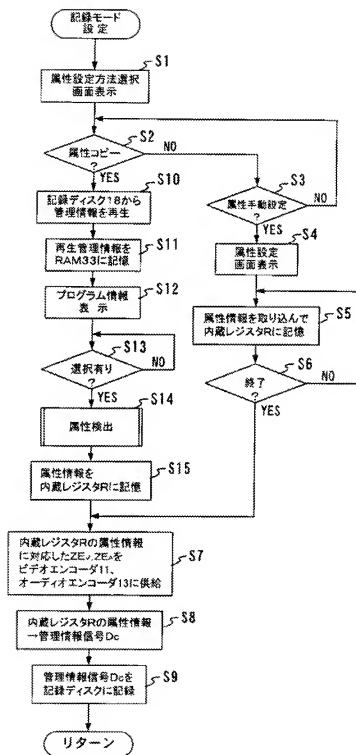 記録モード
設定
S1
属性設定方法選択
画面表示
S2
属性コピー
?
NO
YES
S3
属性手動設定
?
NO
YES
S10
記録ディスク18から
管理情報を再生
S4
属性設定
画面表示
S11
再生管理情報を
RAM33に記憶
S12
プログラム情報
表示
S5
属性情報を取り込んで
内蔵レジスタRに記憶
S13
選択有り
?
NO
YES
S6
終了
?
NO
YES
S14
属性検出
S15
属性情報を
内蔵レジスタRに記憶
S7
内蔵レジスタRの属性情報
に対応したZEv,ZEAを
ビデオエンコーダ11、
オーディオエンコーダ13に供給
S8
内蔵レジスタRの属性情報
→管理情報信号Dc
S9
管理情報信号Dcを
記録ディスクに記録
リターン